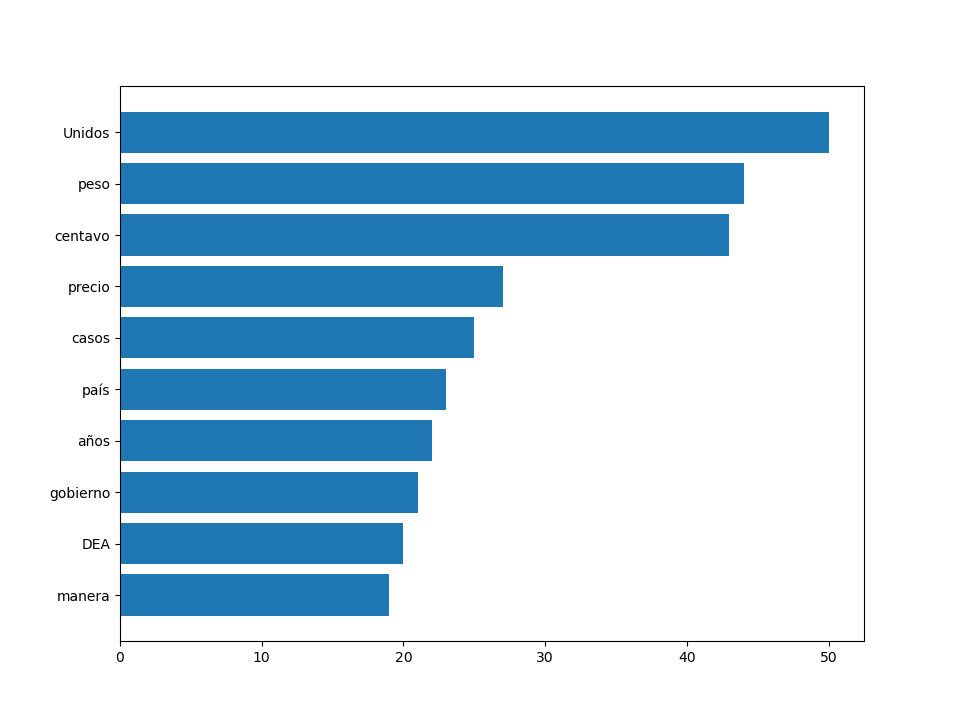 Unidos
peso
centavo
precio
casos
país
años
gobierno
DEA
manera
0 10 20 30 40 50